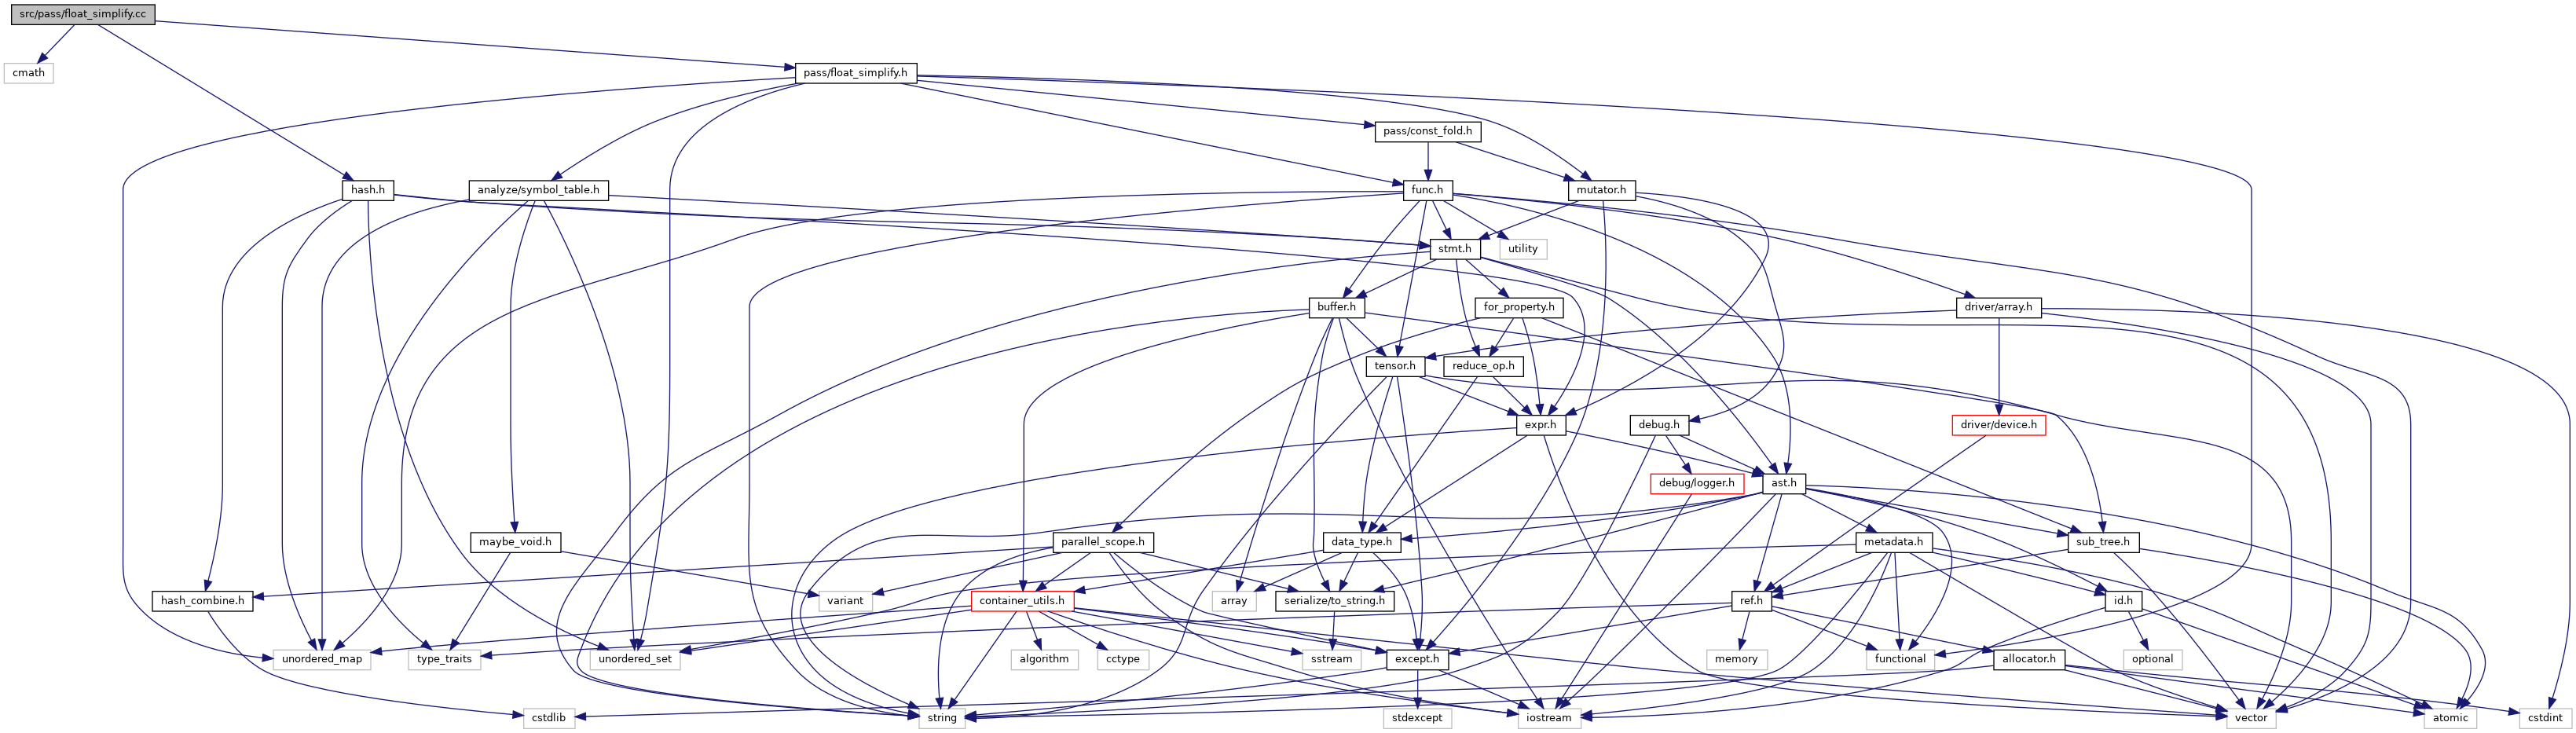 src/pass/float_simplify.cc
cmath
pass/float_simplify.h
pass/const_fold.h
hash.h
analyze/symbol_table.h
func.h
mutator.h
stmt.h
utility
buffer.h
for_property.h
driver/array.h
tensor.h
reduce_op.h
expr.h
debug.h
driver/device.h
debug/logger.h
ast.h
maybe_void.h
parallel_scope.h
data_type.h
metadata.h
sub_tree.h
hash_combine.h
variant
container_utils.h
array
serialize/to_string.h
ref.h
id.h
unordered_map
type_traits
unordered_set
algorithm
cctype
sstream
except.h
memory
functional
allocator.h
optional
cstdlib
string
stdexcept
iostream
vector
atomic
cstdint